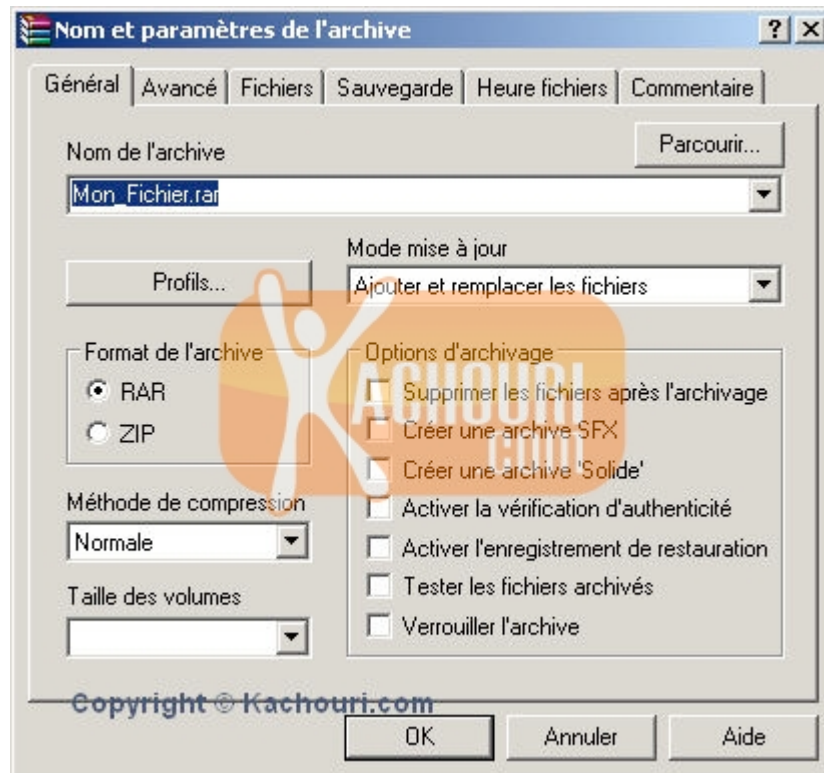 Nom et paramètres de l'archive
Général Avancé Fichiers Sauvegarde Heure fichiers Commentaire
Nom de l'archive
Parcourir...
Mon_Fichier.rar
Mode mise à jour
Profils...
Ajouter et remplacer les fichiers
Format de l'archive
RAR
ZIP
Options d'archivage
Supprimer les fichiers après l'archivage
Créer une archive SFX
Créer une archive 'Solide'
Activer la vérification d'authenticité
Activer l'enregistrement de restauration
Tester les fichiers archivés
Verrouiller l'archive
Méthode de compression
Normale
Taille des volumes
KACHOURI
.com
Copyright © Kachouri.com
OK Annuler Aide